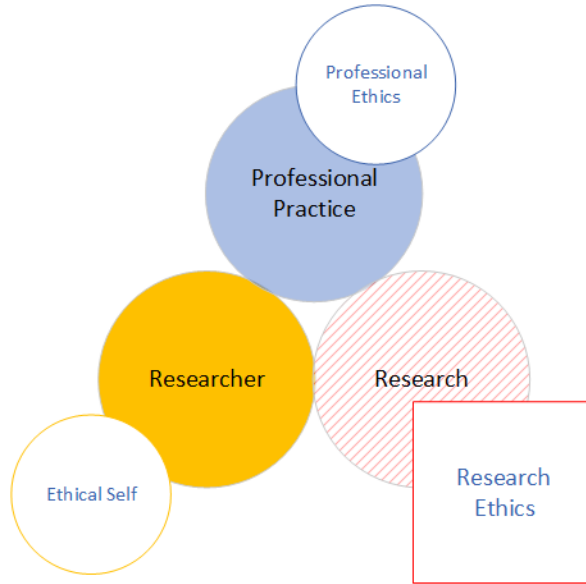 Professional
Ethics
Professional
Practice
Researcher
Research
Ethical Self
Research
Ethics